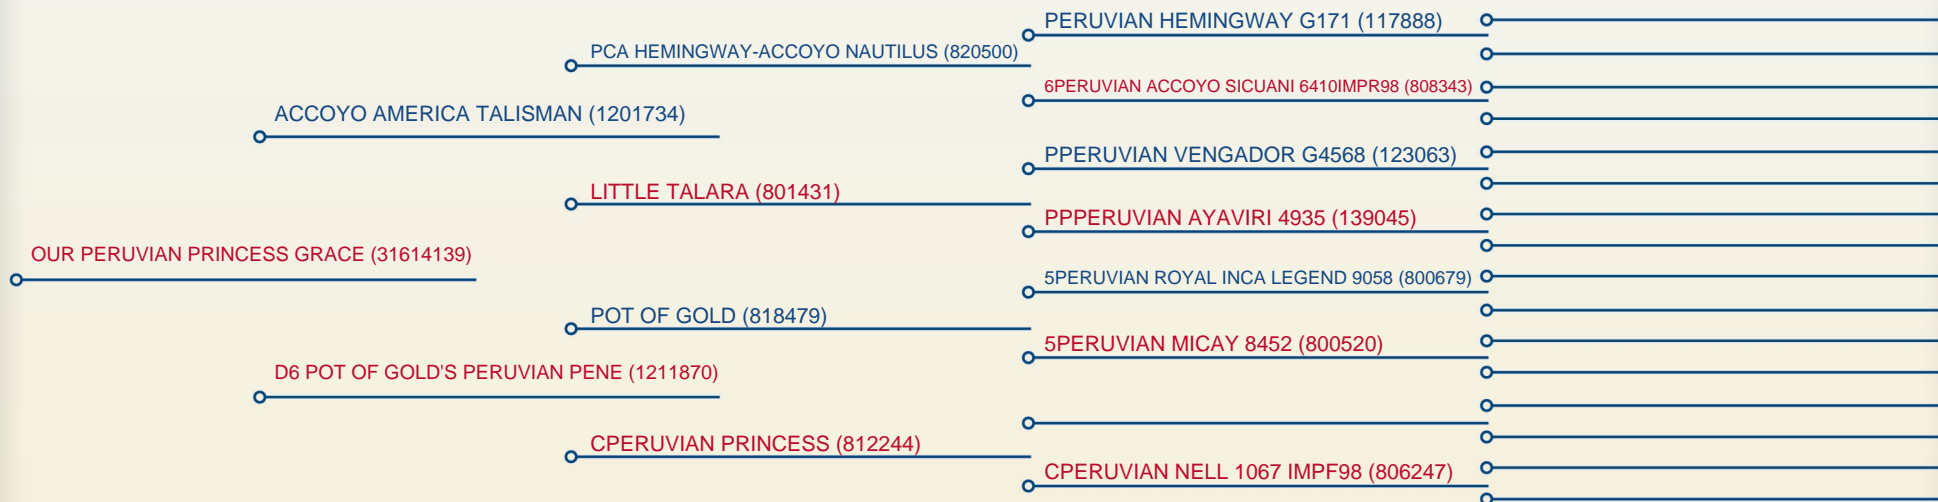 PERUVIAN HEMINGWAY G171 (117888)
PCA HEMINGWAY-ACCOYO NAUTILUS (820500)
6PERUVIAN ACCOYO SICUANI 6410IMPR98 (808343)
ACCOYO AMERICA TALISMAN (1201734)
PPERUVIAN VENGADOR G4568 (123063)
LITTLE TALARA (801431)
PPPERUVIAN AYAVIRI 4935 (139045)
OUR PERUVIAN PRINCESS GRACE (31614139)
5PERUVIAN ROYAL INCA LEGEND 9058 (800679)
POT OF GOLD (818479)
5PERUVIAN MICAY 8452 (800520)
D6 POT OF GOLD'S PERUVIAN PENE (1211870)
CPERUVIAN PRINCESS (812244)
CPERUVIAN NELL 1067 IMPF98 (806247)